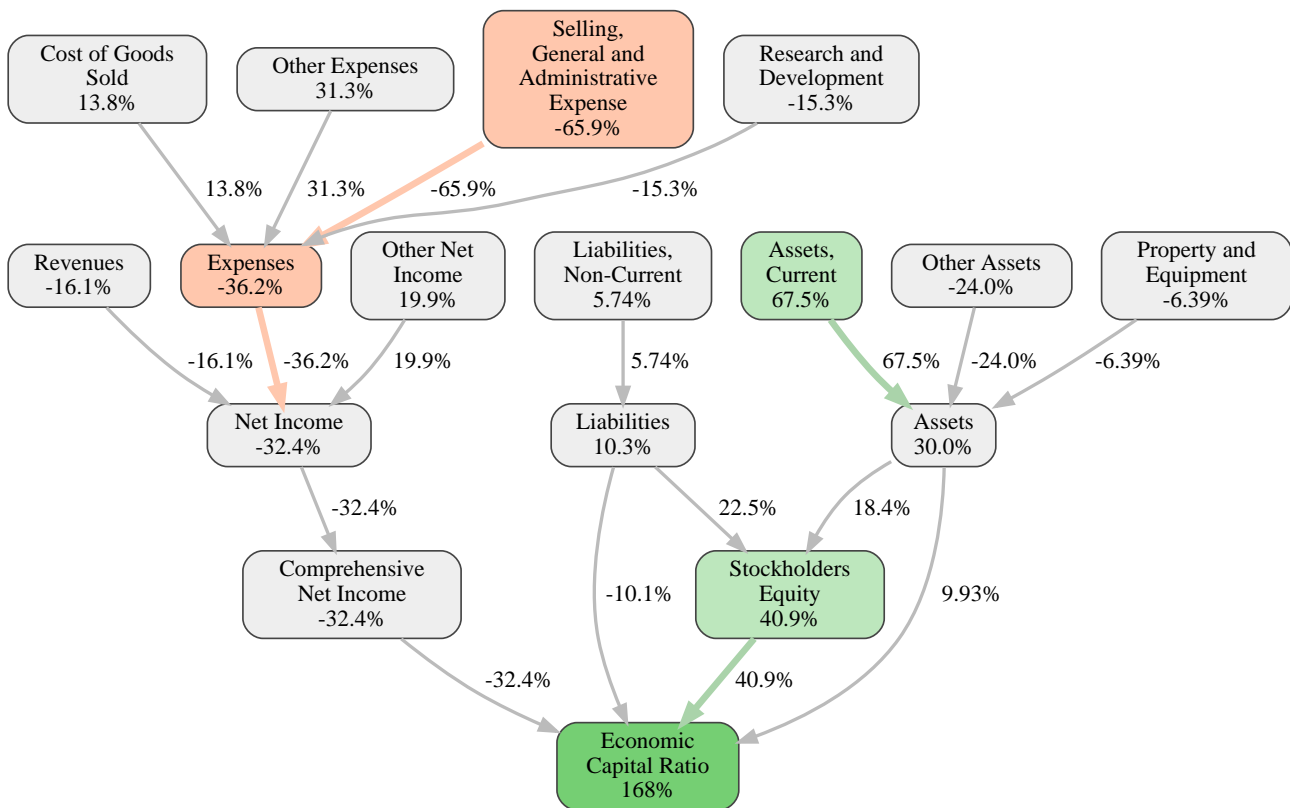 Cost of Goods
Sold
13.8%
Other Expenses
31.3%
Selling,
General and
Administrative
Expense
-65.9%
Research and
Development
-15.3%
13.8%
31.3%
-65.9%
-15.3%
Revenues
-16.1%
Expenses
-36.2%
Other Net
Income
19.9%
Liabilities,
Non-Current
5.74%
Assets,
Current
67.5%
Other Assets
-24.0%
Property and
Equipment
-6.39%
-16.1%
-36.2%
19.9%
5.74%
67.5%
-24.0%
-6.39%
Net Income
-32.4%
Liabilities
10.3%
Assets
30.0%
-32.4%
22.5%
18.4%
Comprehensive
Net Income
-32.4%
-10.1%
Stockholders
Equity
40.9%
9.93%
-32.4%
40.9%
Economic
Capital Ratio
168%